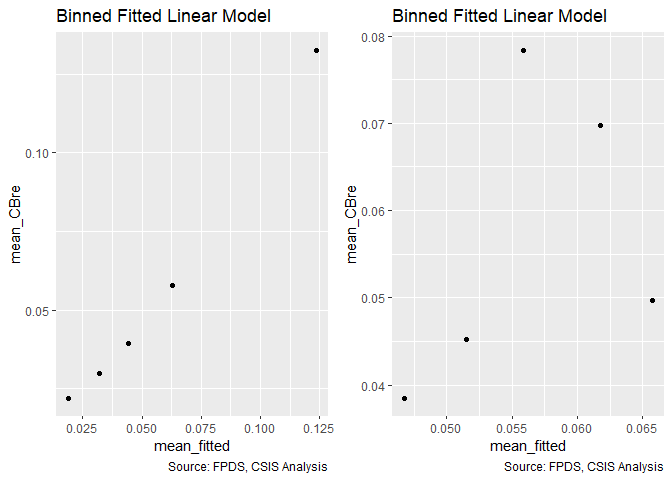 Binned Fitted Linear Model
mean_CBre
0.10
0.05
0.025
0.050
0.075
0.100
0.125
mean_fitted
Source: FPDS, CSIS Analysis
Binned Fitted Linear Model
mean_CBre
0.08
0.07
0.06
0.05
0.04
0.050
0.055
0.060
0.065
mean_fitted
Source: FPDS, CSIS Analysis